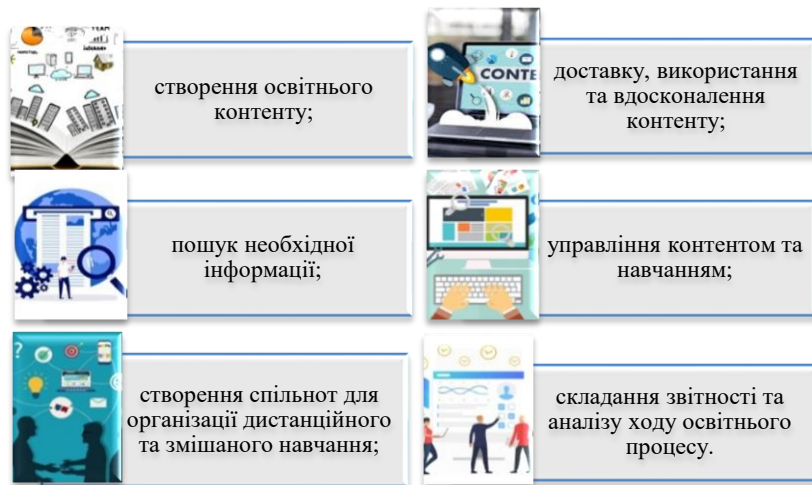 створення освітнього
контенту;
доставку, використання
та вдосконалення
контенту;
CONTE
пошук необхідної
інформації;
управління контентом та
навчанням;
створення спільнот для
організації дистанційного
та змішаного навчання;
складання звітності та
аналізу ходу освітнього
процесу.